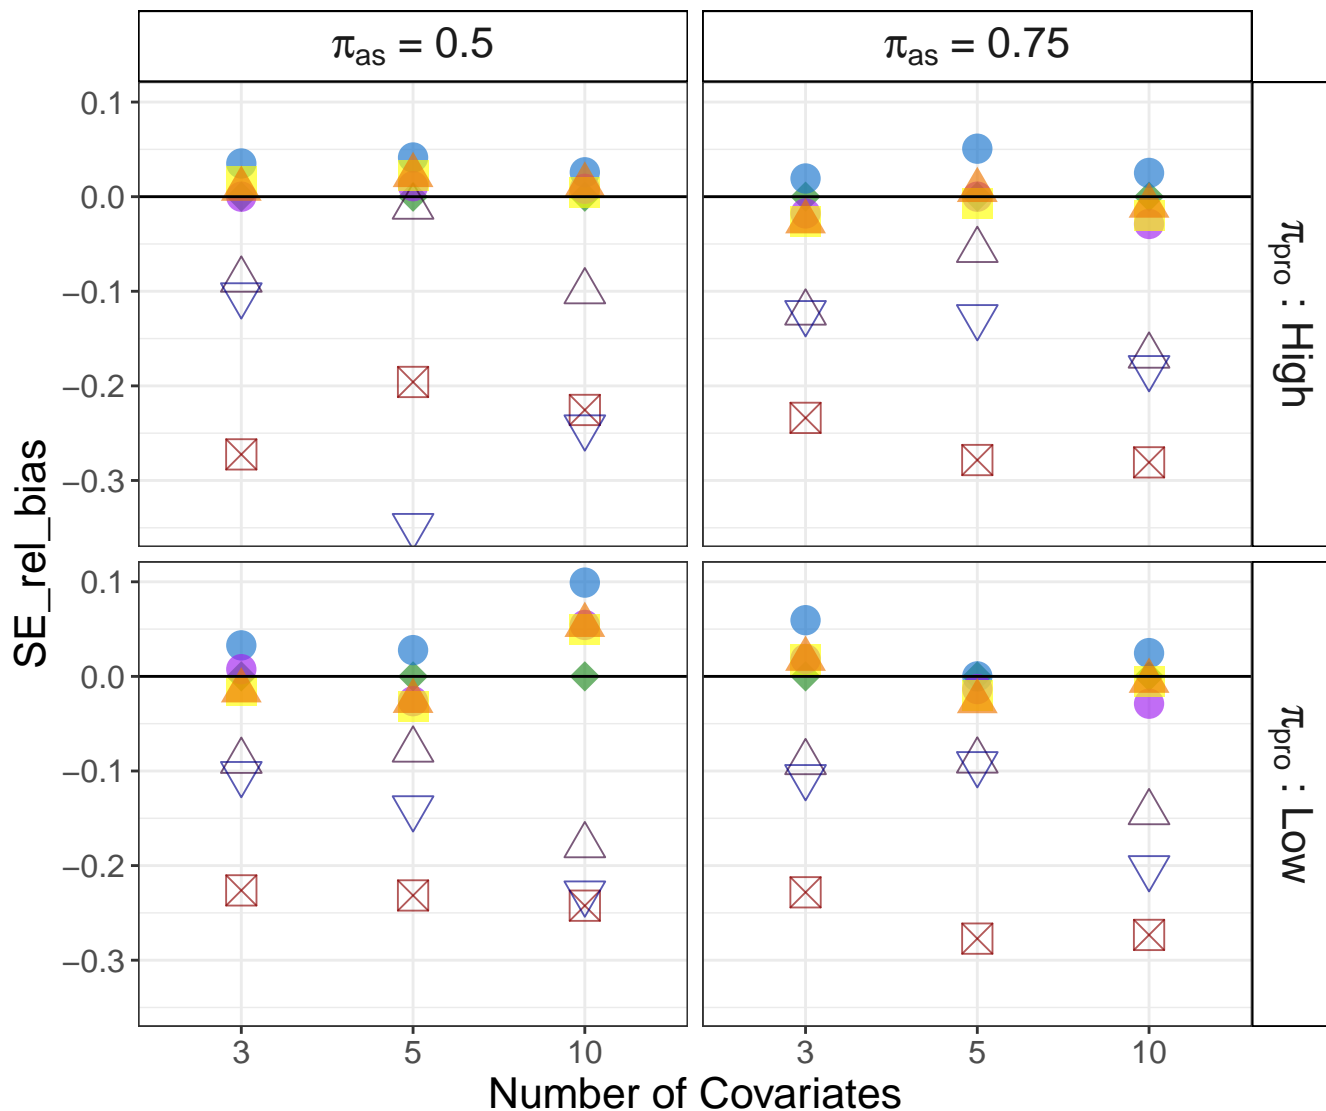 π_as = 0.5
π_as = 0.75
0.1
0.0
−0.1
−0.2
−0.3
π_pro : High
0.1
0.0
−0.1
−0.2
−0.3
π_pro : Low
SE_rel_bias
3 5 10
3 5 10
Number of Covariates